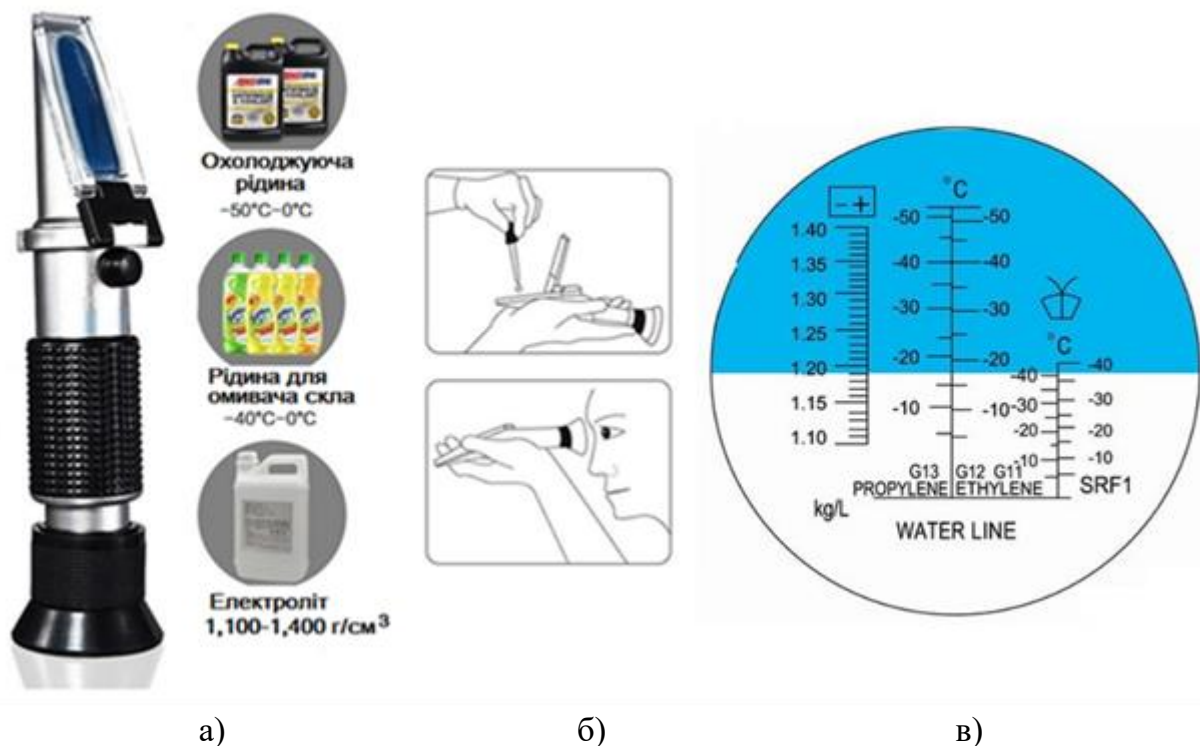 Охолоджуюча
рідина
-50°C-0°C
Рідина для
омивача скла
-40°C-0°C
Електроліт
1,100-1,400 г/см³
- +
1.40
1.35
1.30
1.25
1.20
1.15
1.10
kg/L
°C
-50 -50
-40 -40
-30 -30
-20 -20
-10 -10
G13 G12 G11
PROPYLENE ETHYLENE
°C
-40 -40
-30 -30
-20 -20
-10 -10
SRF1
WATER LINE
а) б) в)